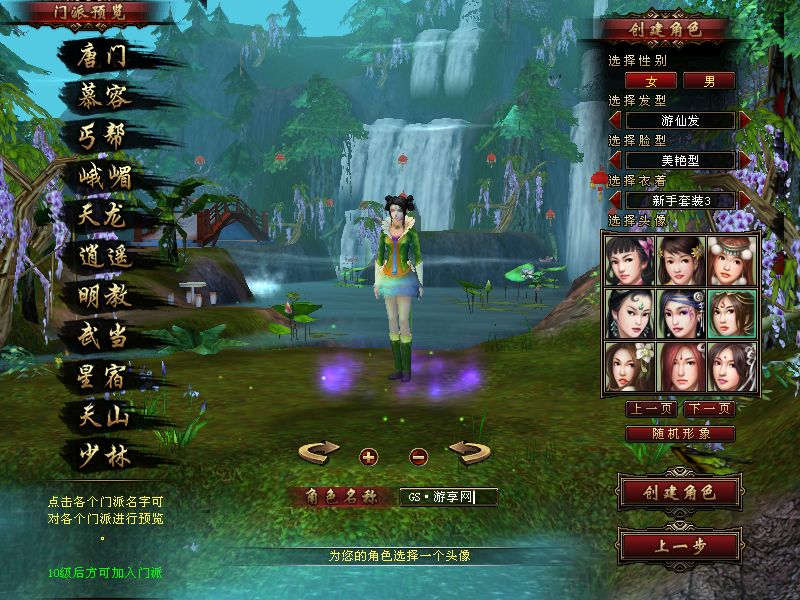 门派预览
唐门
慕容
丐帮
峨嵋
天龙
逍遥
明教
武当
星宿
天山
少林
点击各个门派名字可
对各个门派进行预览
。
10级后方可加入门派
角色名称 GS·游享网
为您的角色选择一个头像
创建角色
选择性别
女 男
选择发型
游仙发
选择脸型
美艳型
选择衣着
新手套装3
选择头像
上一页 下一页
随机形象
创建角色
上一步